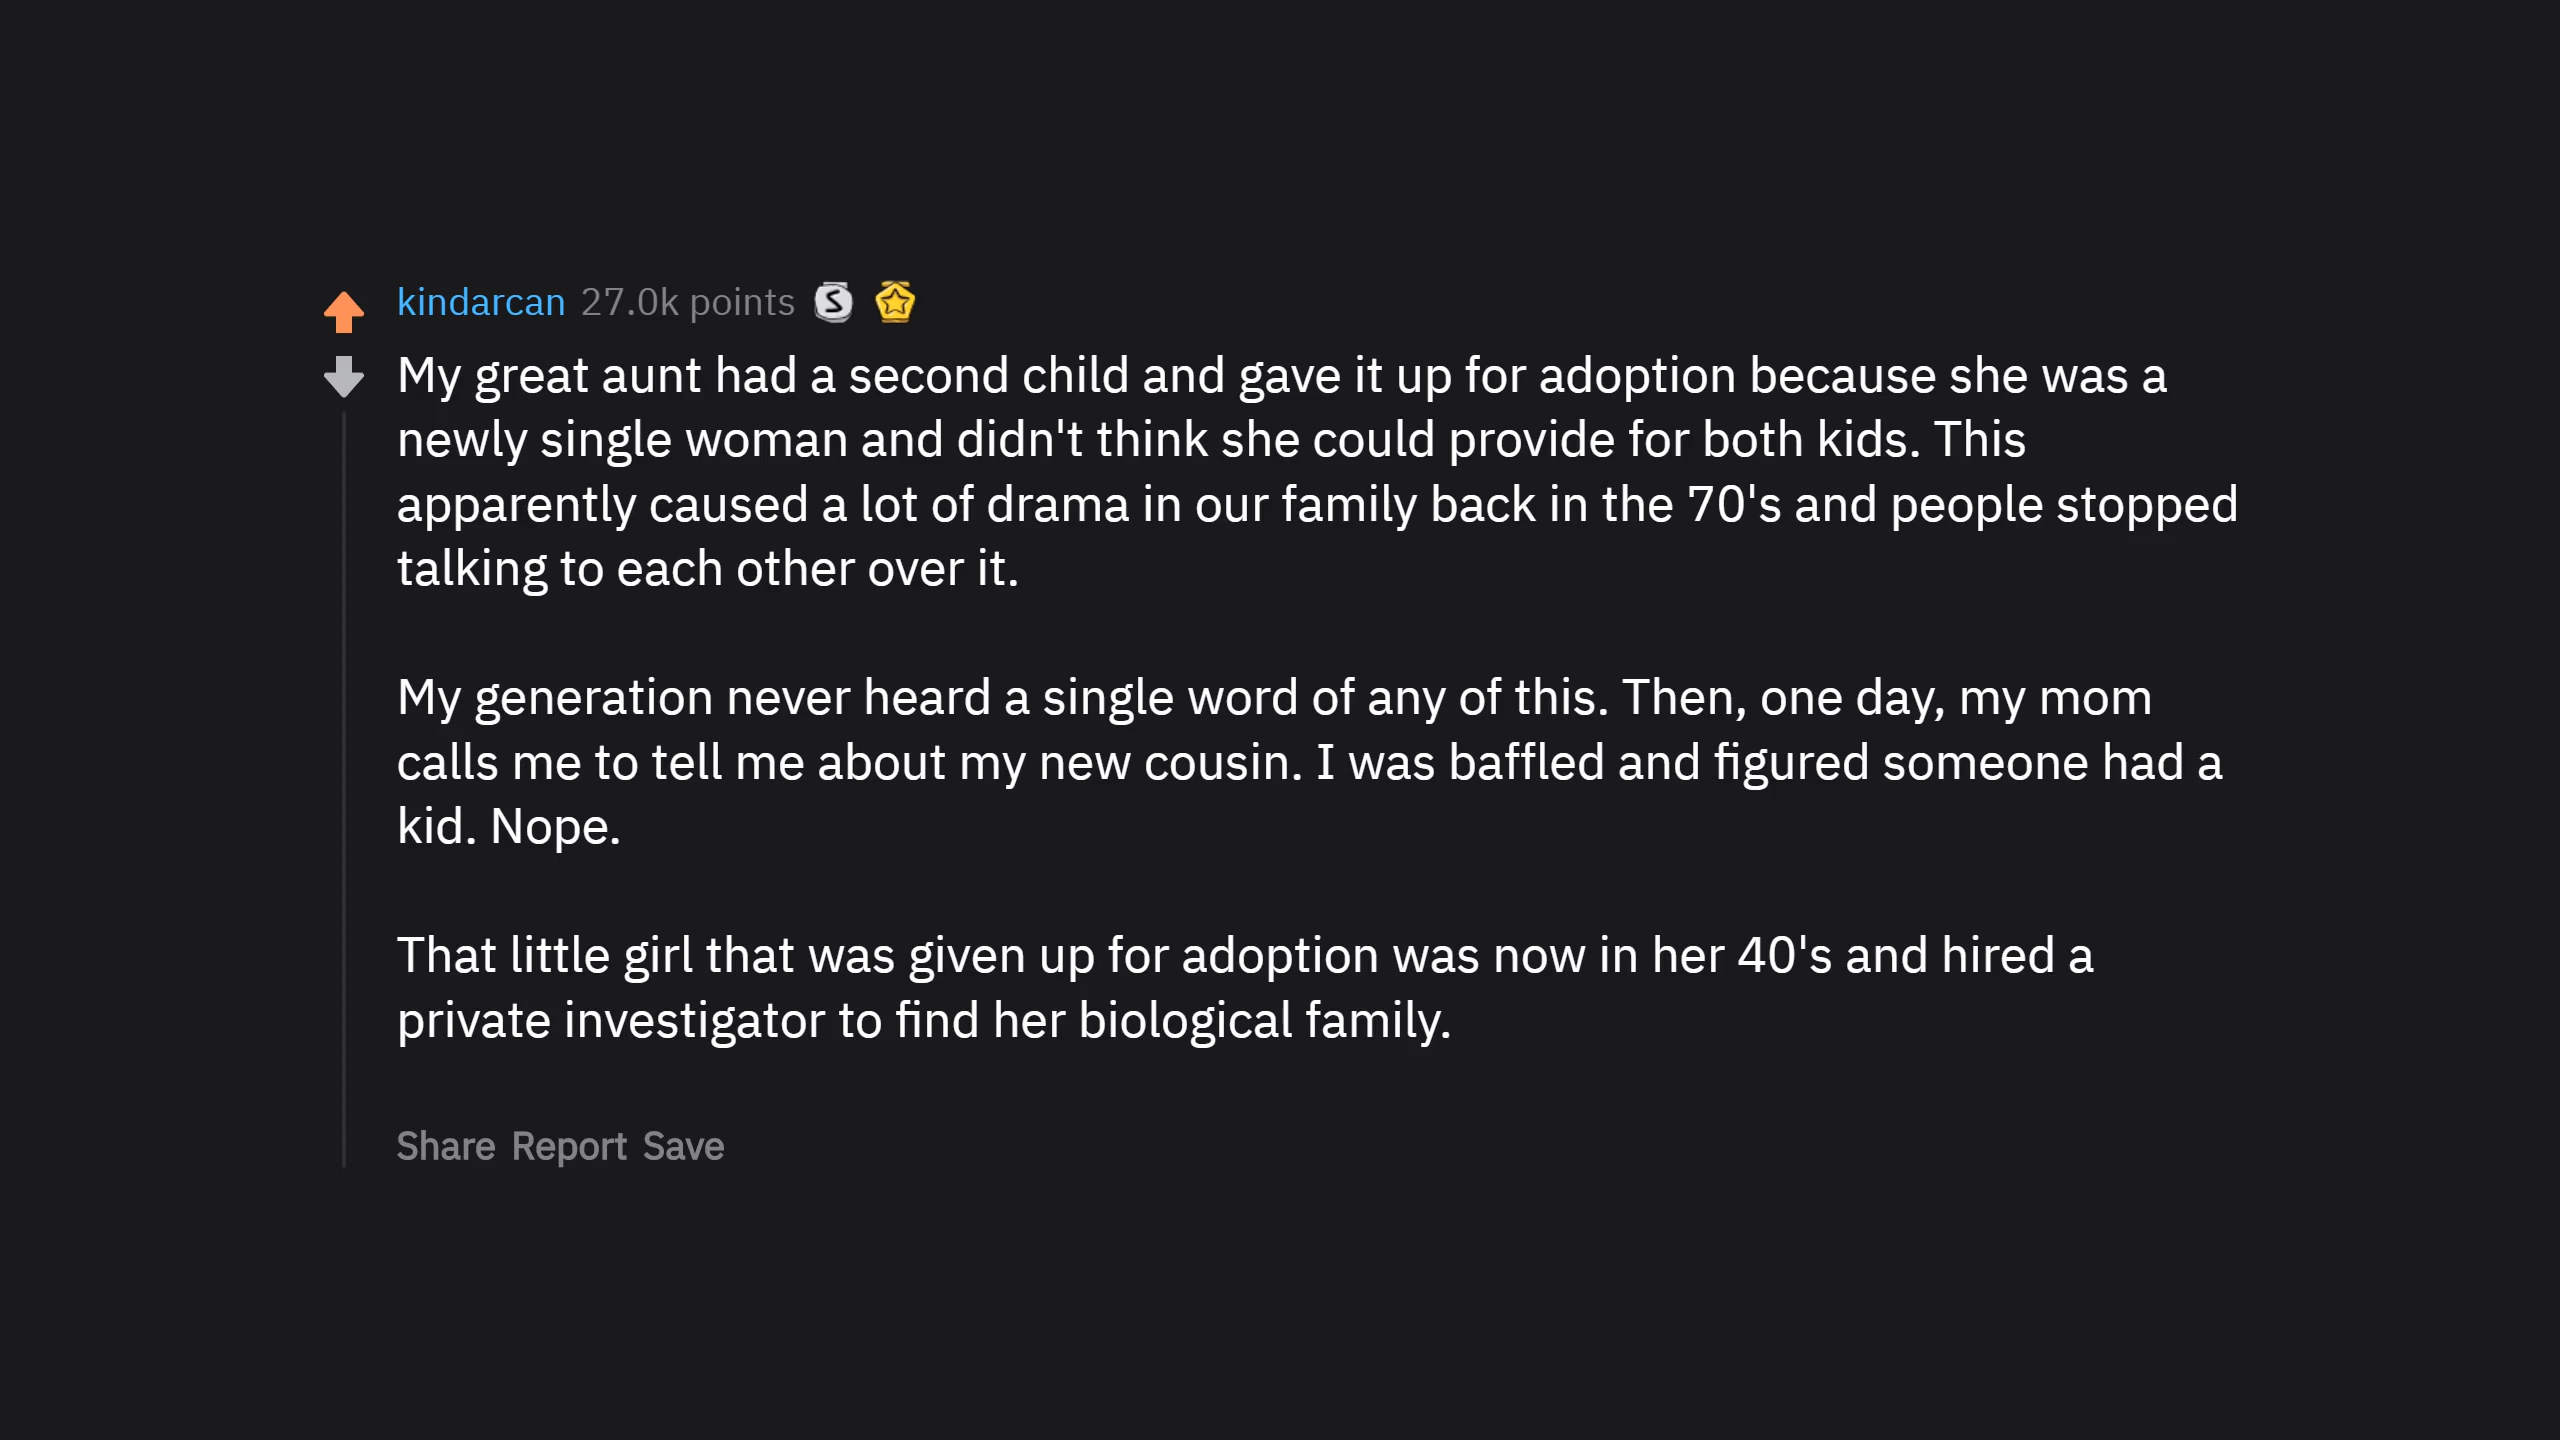 kindarcan 27.0k points
My great aunt had a second child and gave it up for adoption because she was a
newly single woman and didn't think she could provide for both kids. This
apparently caused a lot of drama in our family back in the 70's and people stopped
talking to each other over it.
My generation never heard a single word of any of this. Then, one day, my mom
calls me to tell me about my new cousin. I was baffled and figured someone had a
kid. Nope.
That little girl that was given up for adoption was now in her 40's and hired a
private investigator to find her biological family.
Share Report Save